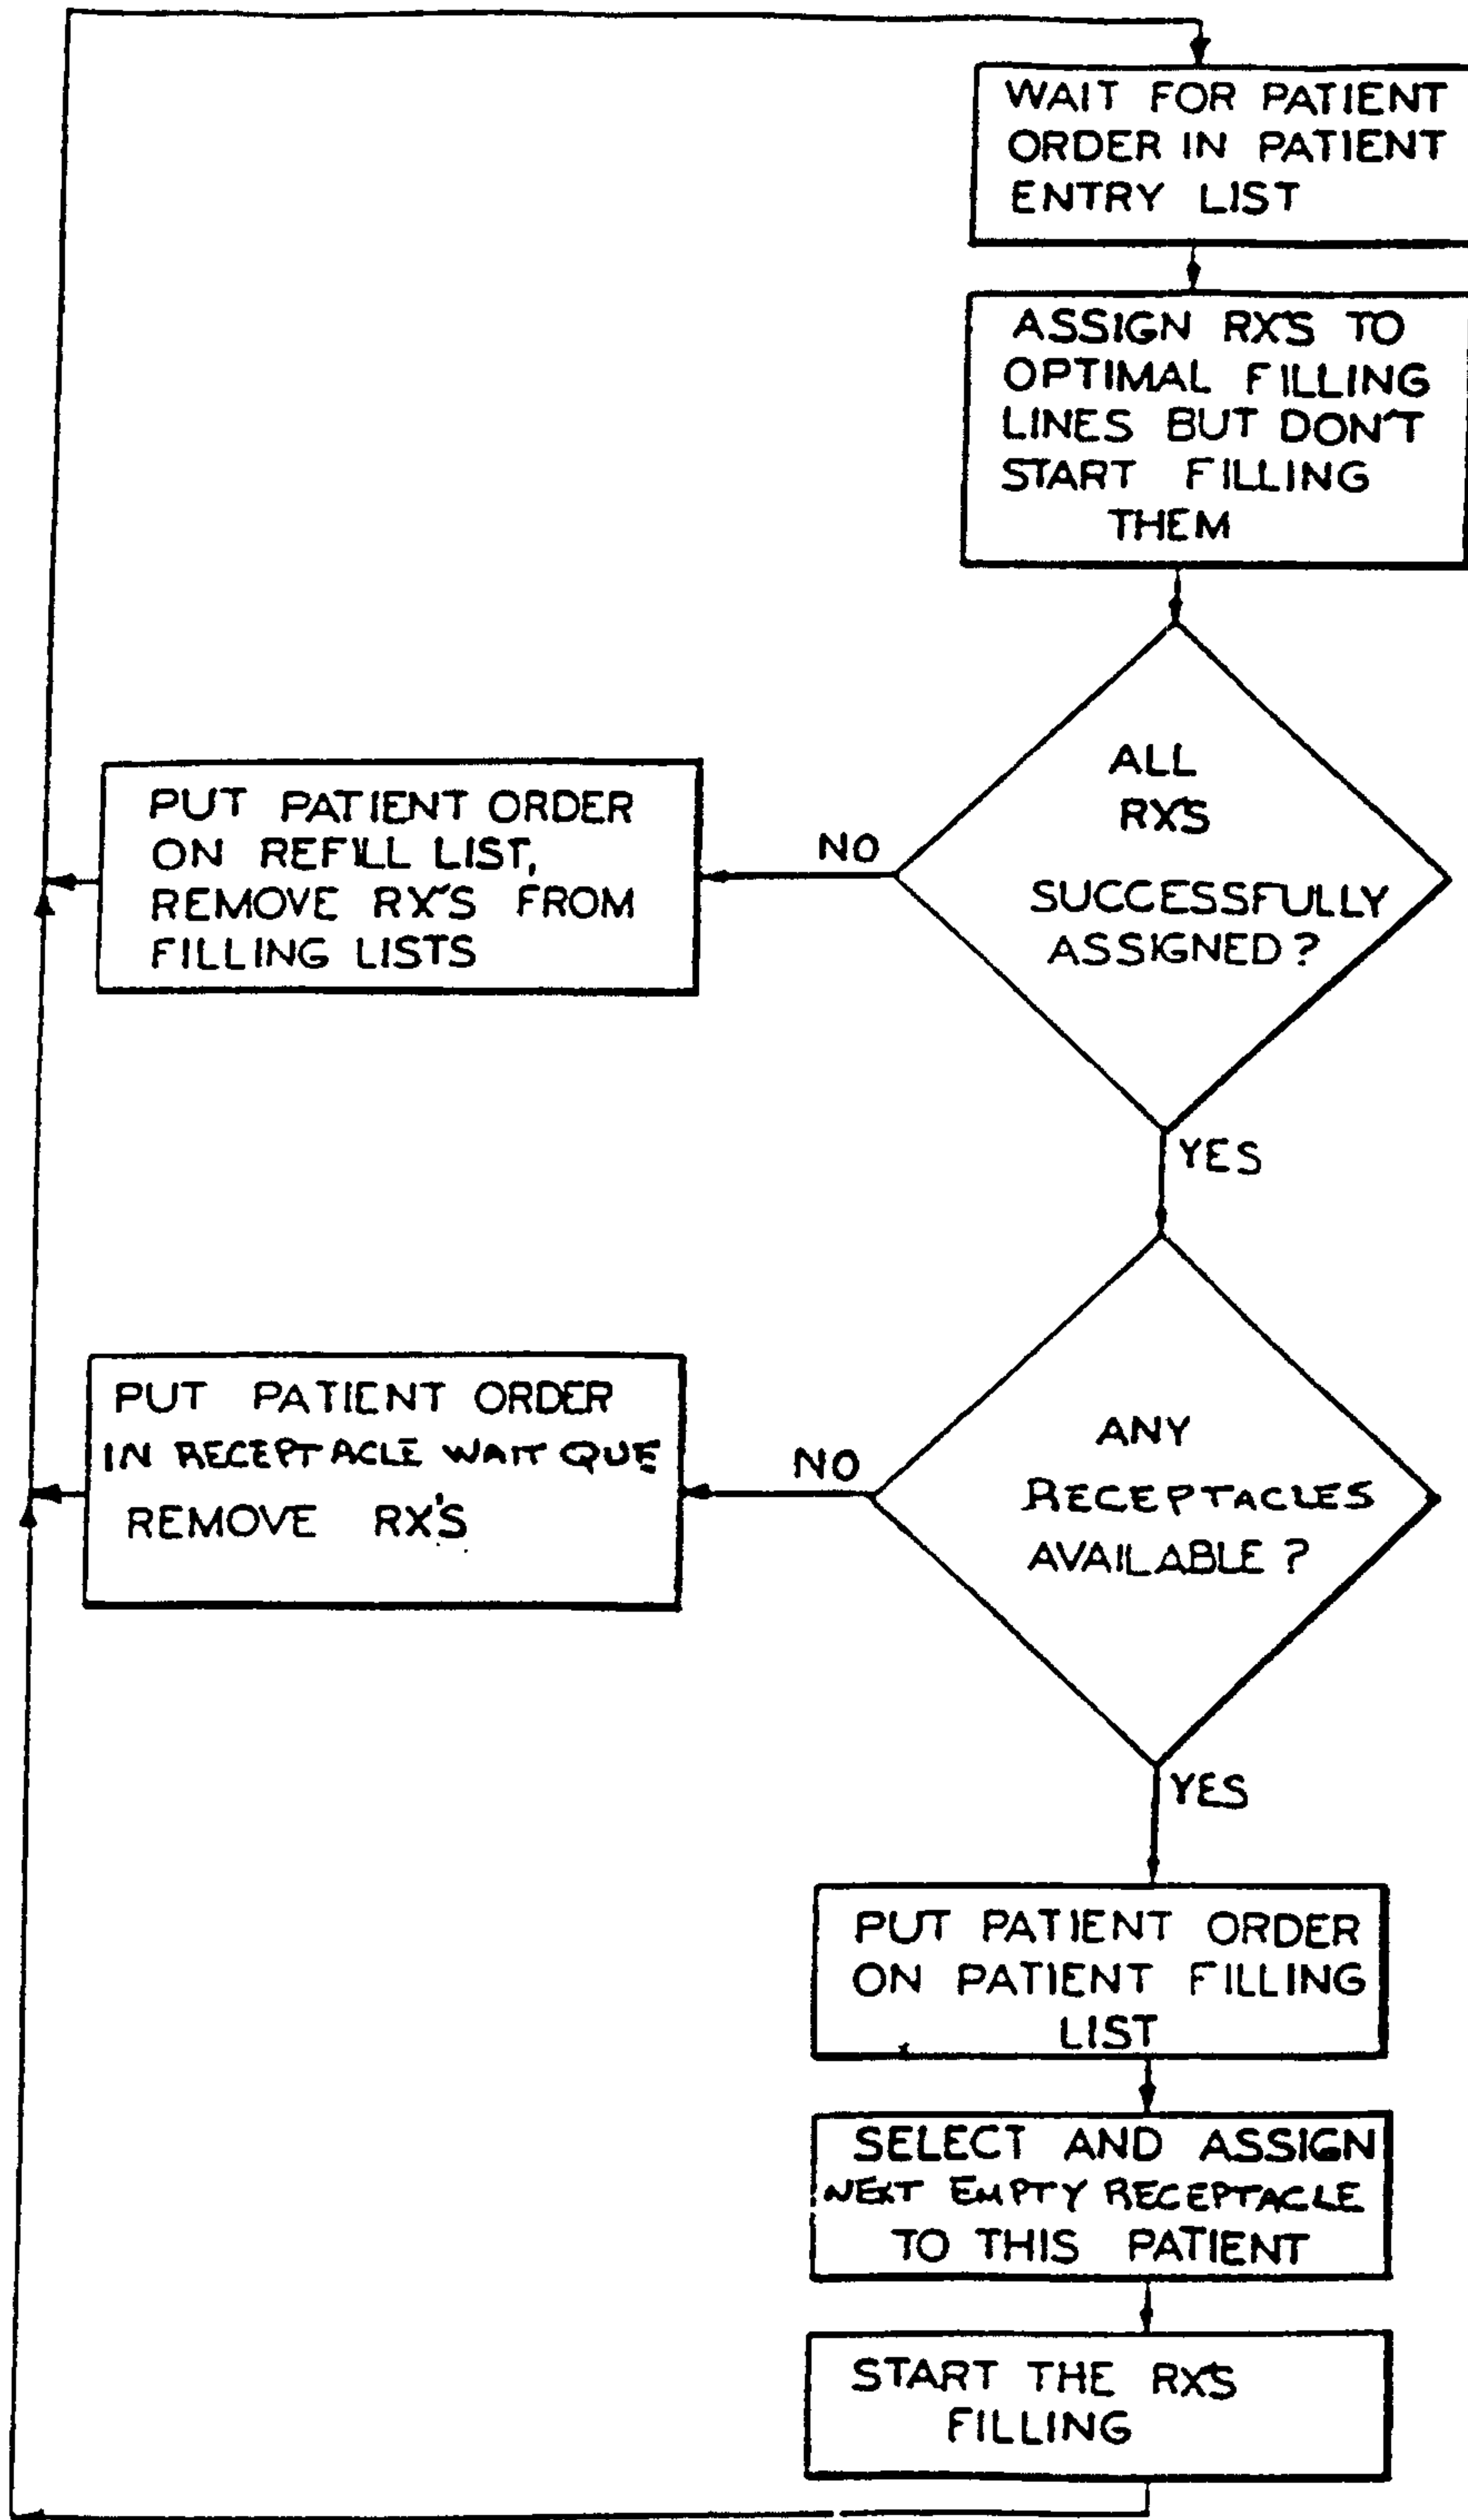 WAIT FOR PATIENT
ORDER IN PATIENT
ENTRY LIST
ASSIGN RX'S TO
OPTIMAL FILLING
LINES BUT DON'T
START FILLING
THEM
ALL
RX'S
SUCCESSFULLY
ASSIGNED?
NO
PUT PATIENT ORDER
ON REFILL LIST,
REMOVE RX'S FROM
FILLING LISTS
YES
ANY
RECEPTACLES
AVAILABLE?
NO
PUT PATIENT ORDER
IN RECEPTACLE WAIT QUE
REMOVE RX'S
YES
PUT PATIENT ORDER
ON PATIENT FILLING
LIST
SELECT AND ASSIGN
NEXT EMPTY RECEPTACLE
TO THIS PATIENT
START THE RX'S
FILLING